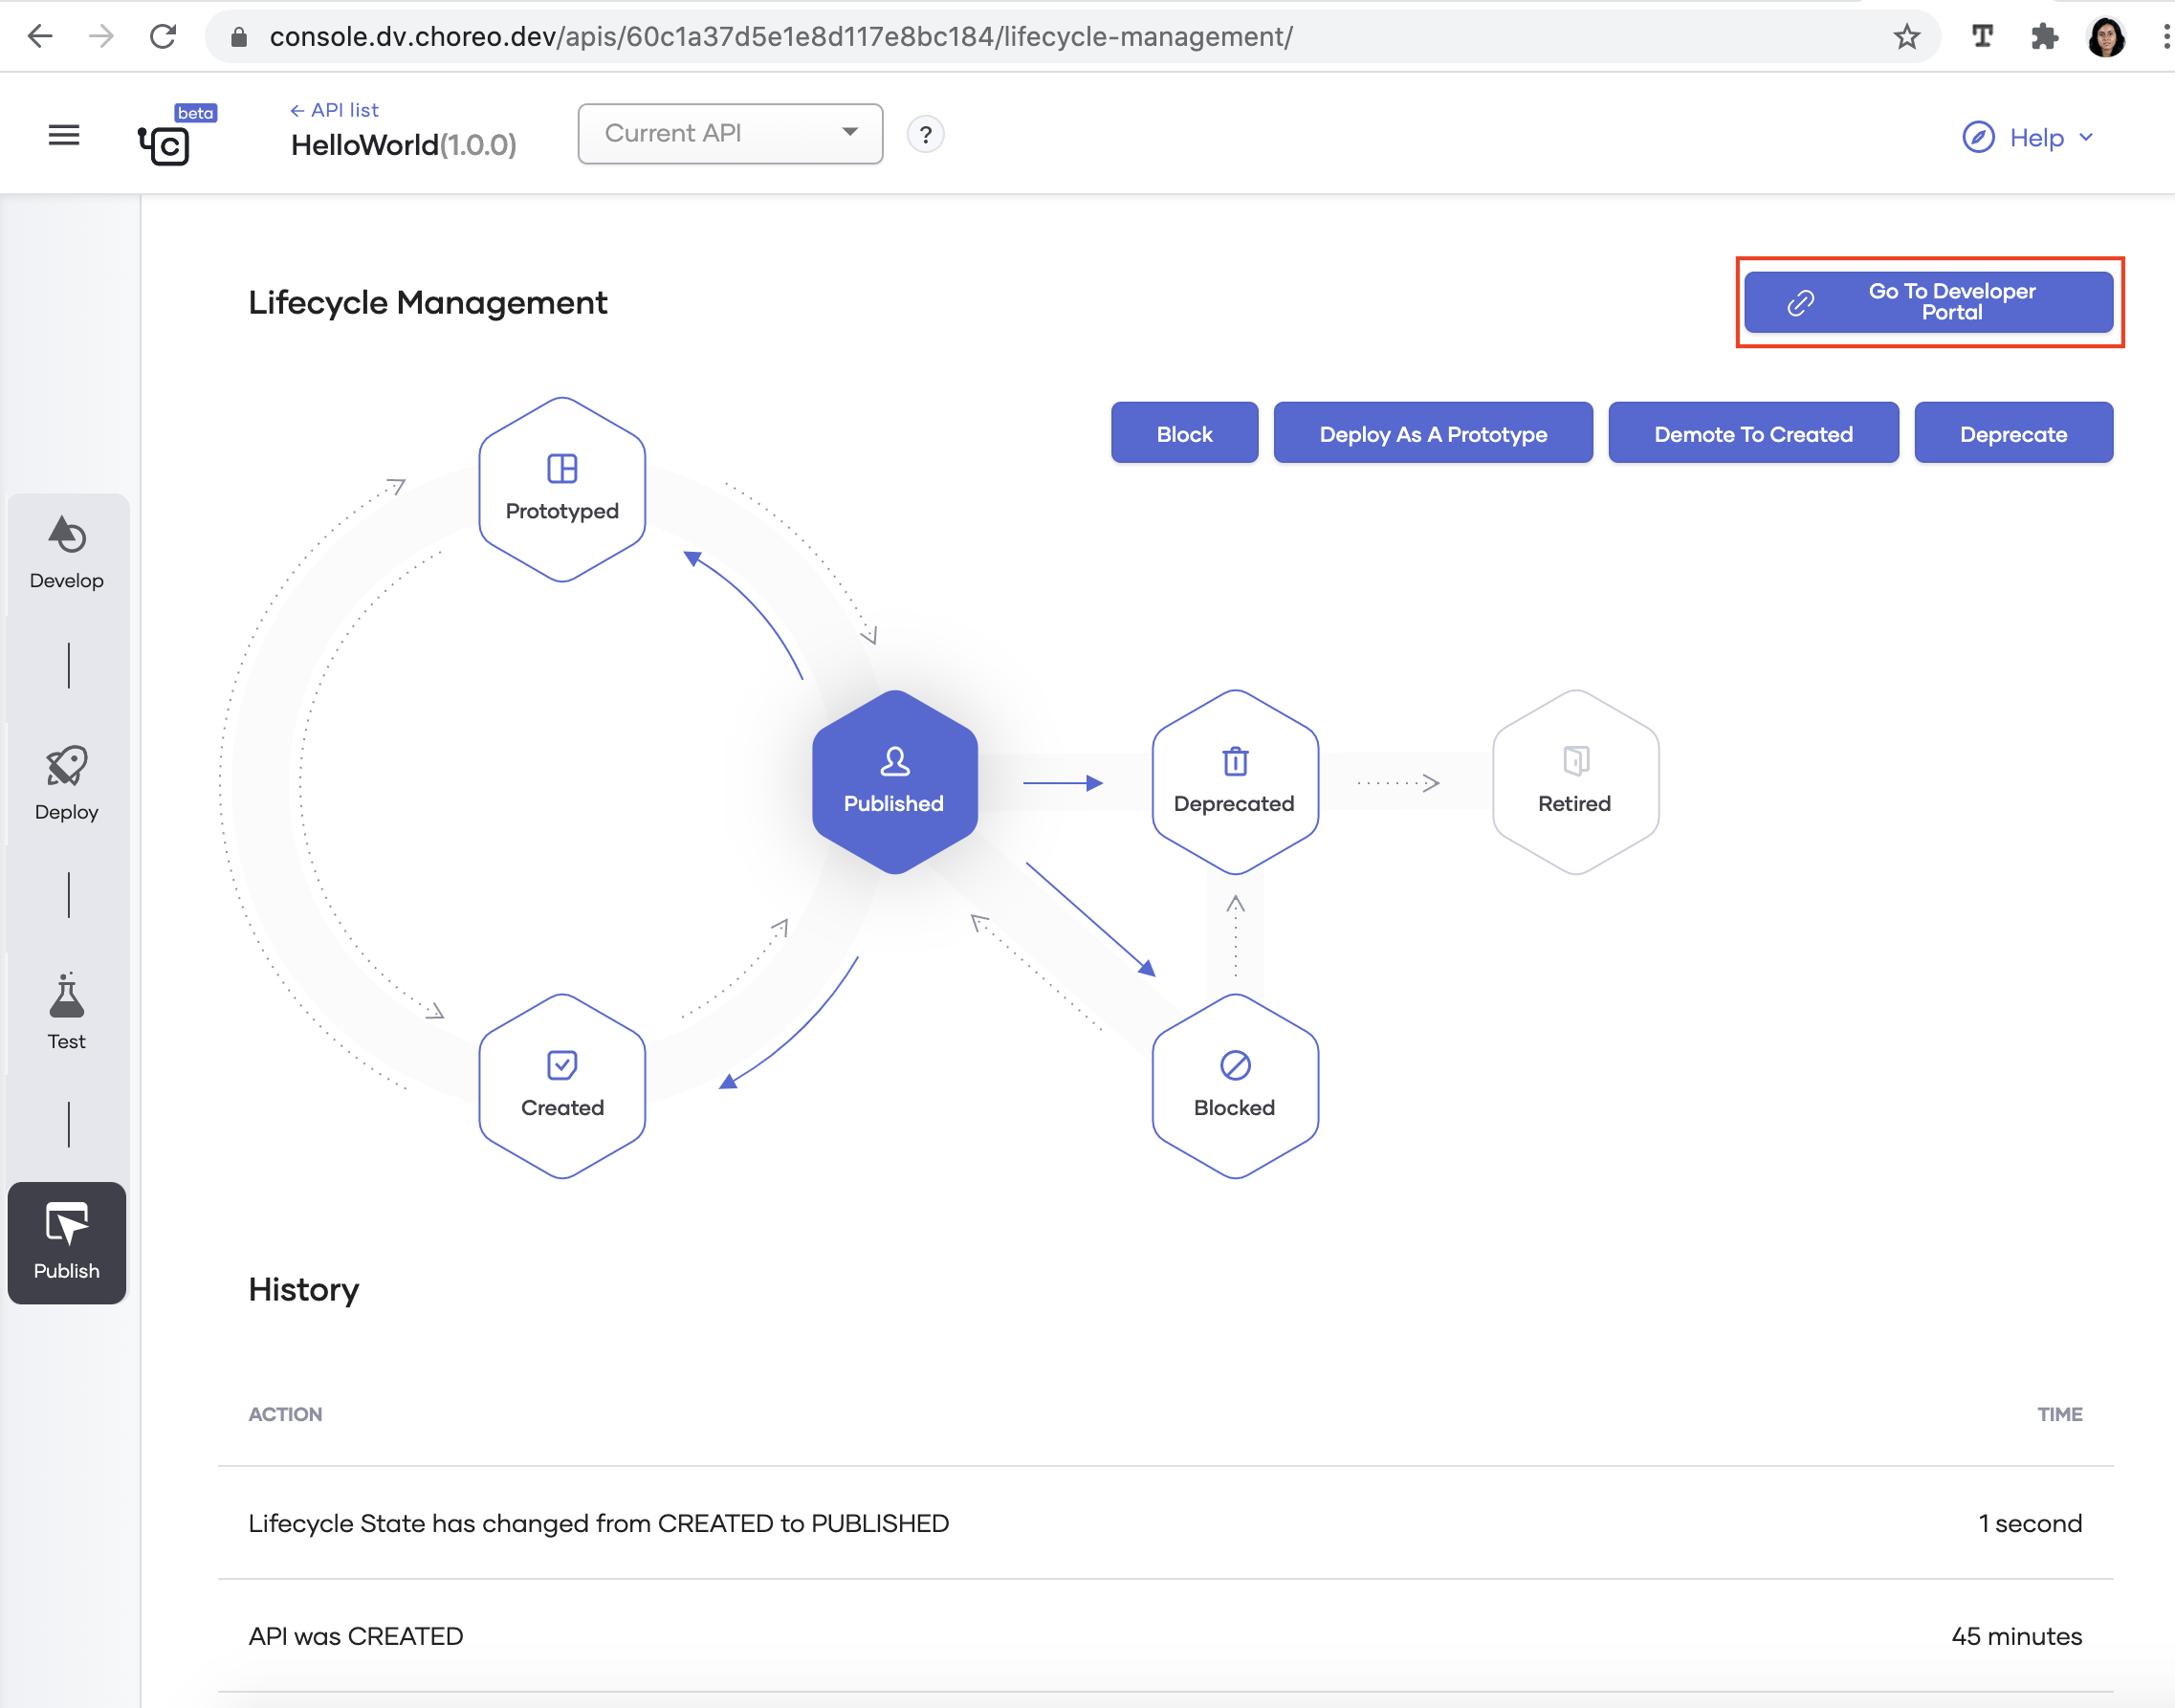 console.dv.choreo.dev/apis/60c1a37d5e1e8d117e8bc184/lifecycle-management/
T
beta
C
← API list
HelloWorld(1.0.0)
Current API
?
Help
Lifecycle Management
Go To Developer
Portal
Block
Deploy As A Prototype
Demote To Created
Deprecate
Prototyped
Develop
Published
Deprecated
Retired
Deploy
Test
Created
Blocked
Publish
History
ACTION
TIME
Lifecycle State has changed from CREATED to PUBLISHED
1 second
API was CREATED
45 minutes